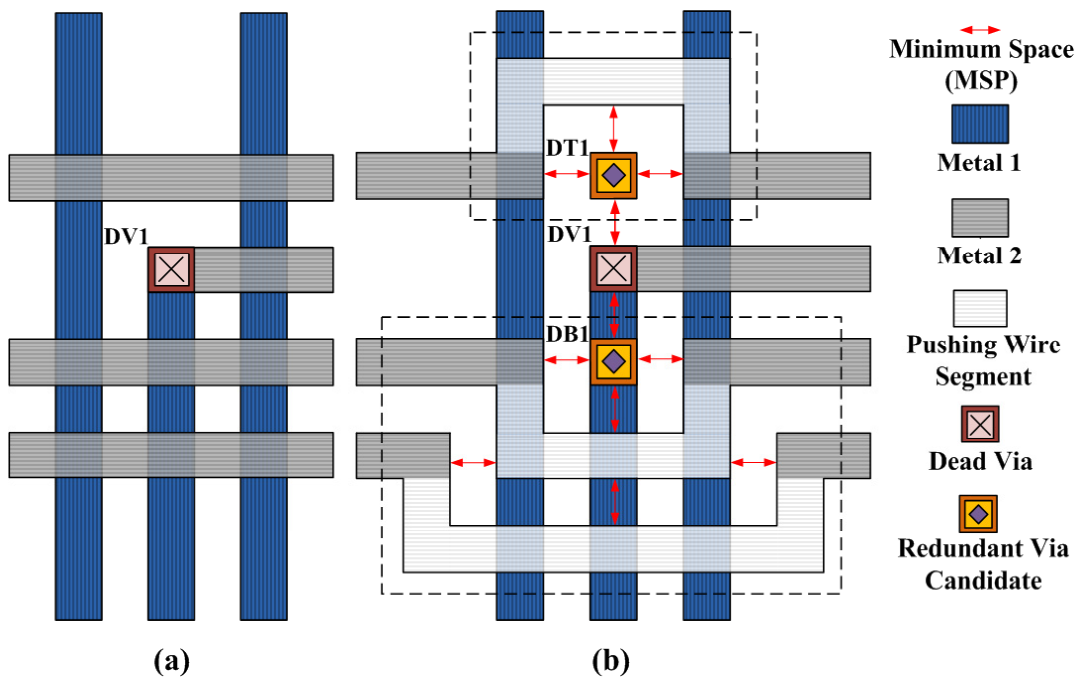 DV1
(a)
DT1
DV1
DB1
(b)
Minimum Space
(MSP)
Metal 1
Metal 2
Pushing Wire
Segment
Dead Via
Redundant Via
Candidate